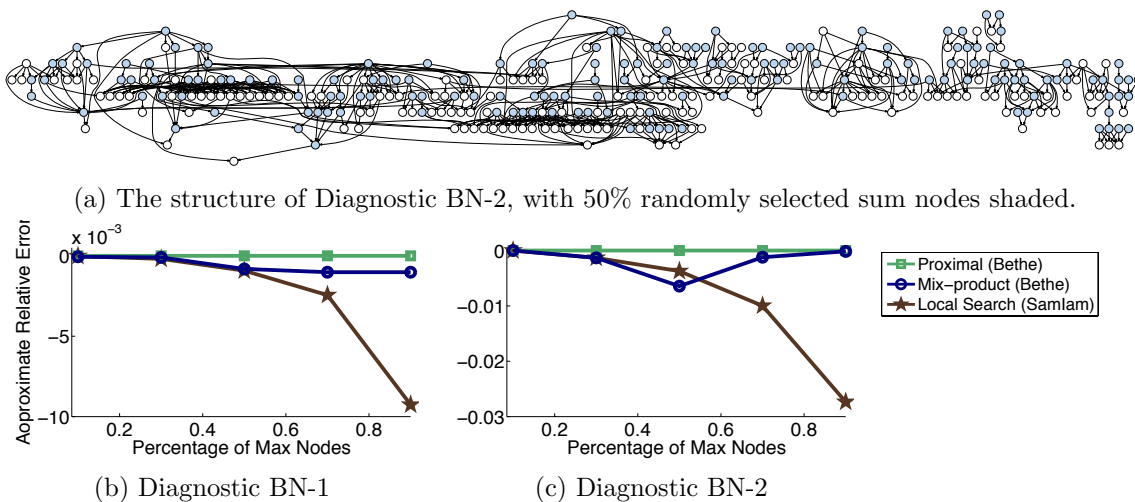 (a) The structure of Diagnostic BN-2, with 50% randomly selected sum nodes shaded.
x 10⁻³
0
−5
−10
Aoproximate Relative Error
0.2 0.4 0.6 0.8
Percentage of Max Nodes
(b) Diagnostic BN-1
0
−0.01
−0.02
−0.03
0.2 0.4 0.6 0.8
Percentage of Max Nodes
(c) Diagnostic BN-2
Proximal (Bethe)
Mix−product (Bethe)
Local Search (SamIam)